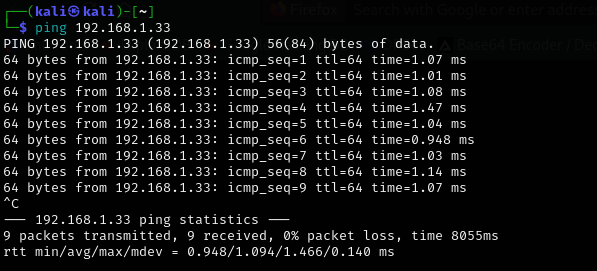 Firefox Search with Google or enter address
┌──(kali㉿kali)-[~]
└─$ ping 192.168.1.33
Base64 Encoder / De
PING 192.168.1.33 (192.168.1.33) 56(84) bytes of data.
64 bytes from 192.168.1.33: icmp_seq=1 ttl=64 time=1.07 ms
64 bytes from 192.168.1.33: icmp_seq=2 ttl=64 time=1.01 ms
64 bytes from 192.168.1.33: icmp_seq=3 ttl=64 time=1.08 ms
64 bytes from 192.168.1.33: icmp_seq=4 ttl=64 time=1.47 ms
64 bytes from 192.168.1.33: icmp_seq=5 ttl=64 time=1.04 ms
64 bytes from 192.168.1.33: icmp_seq=6 ttl=64 time=0.948 ms
64 bytes from 192.168.1.33: icmp_seq=7 ttl=64 time=1.03 ms
64 bytes from 192.168.1.33: icmp_seq=8 ttl=64 time=1.14 ms
64 bytes from 192.168.1.33: icmp_seq=9 ttl=64 time=1.07 ms
^C
--- 192.168.1.33 ping statistics ---
9 packets transmitted, 9 received, 0% packet loss, time 8055ms
rtt min/avg/max/mdev = 0.948/1.094/1.466/0.140 ms